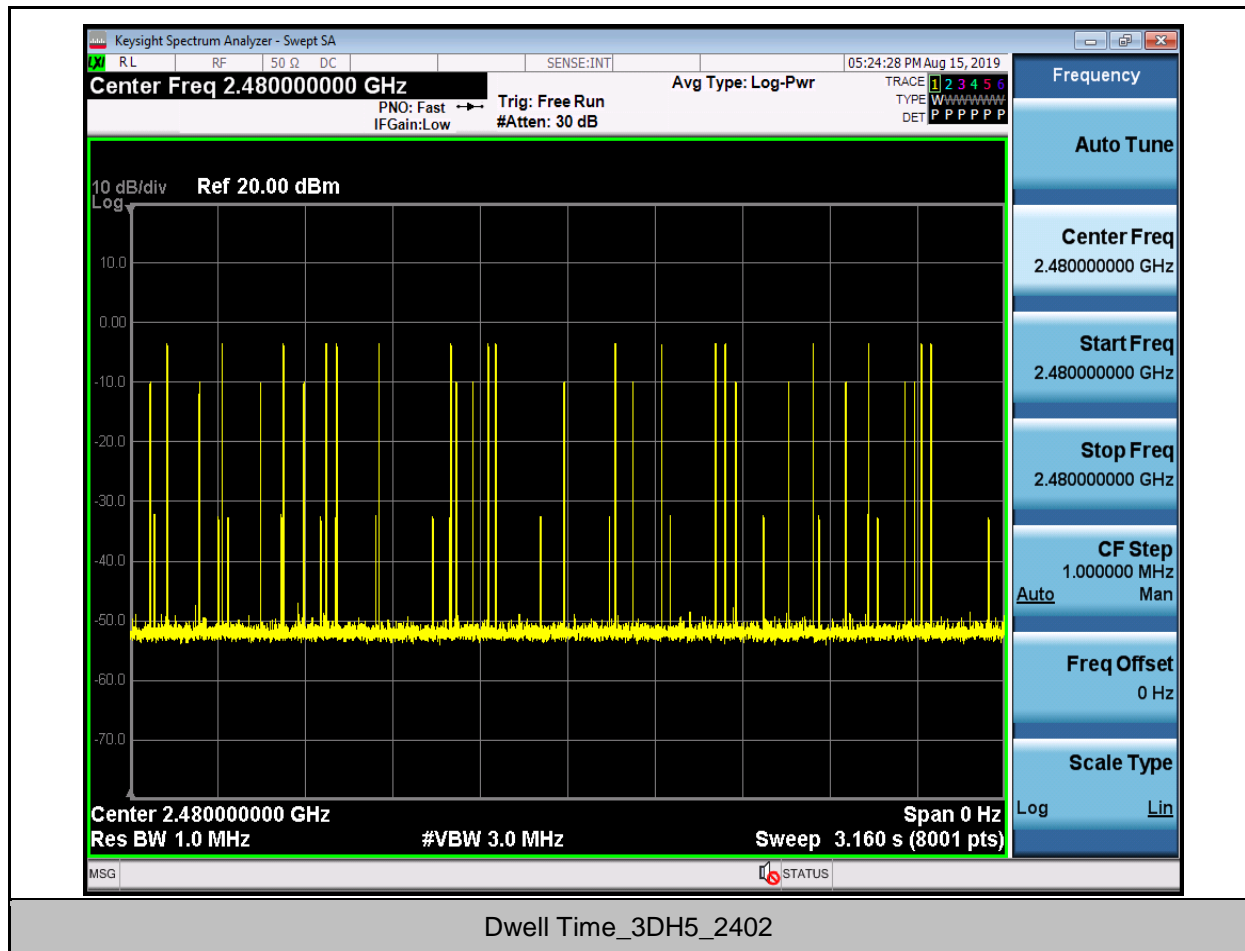 Keysight Spectrum Analyzer - Swept SA
LXI RL RF 50 Ω DC SENSE:INT 05:24:28 PM Aug 15, 2019
Center Freq 2.480000000 GHz
PNO: Fast
IFGain:Low
Trig: Free Run
#Atten: 30 dB
Avg Type: Log-Pwr
TRACE 1 2 3 4 5 6
TYPE WWWWWW
DET P P P P P P
10 dB/div Ref 20.00 dBm
Log
10.0
0.00
-10.0
-20.0
-30.0
-40.0
-50.0
-60.0
-70.0
Center 2.480000000 GHz Span 0 Hz
Res BW 1.0 MHz #VBW 3.0 MHz Sweep 3.160 s (8001 pts)
MSG STATUS
Frequency
Auto Tune
Center Freq
2.480000000 GHz
Start Freq
2.480000000 GHz
Stop Freq
2.480000000 GHz
CF Step
1.000000 MHz
Auto Man
Freq Offset
0 Hz
Scale Type
Log Lin
Dwell Time_3DH5_2402